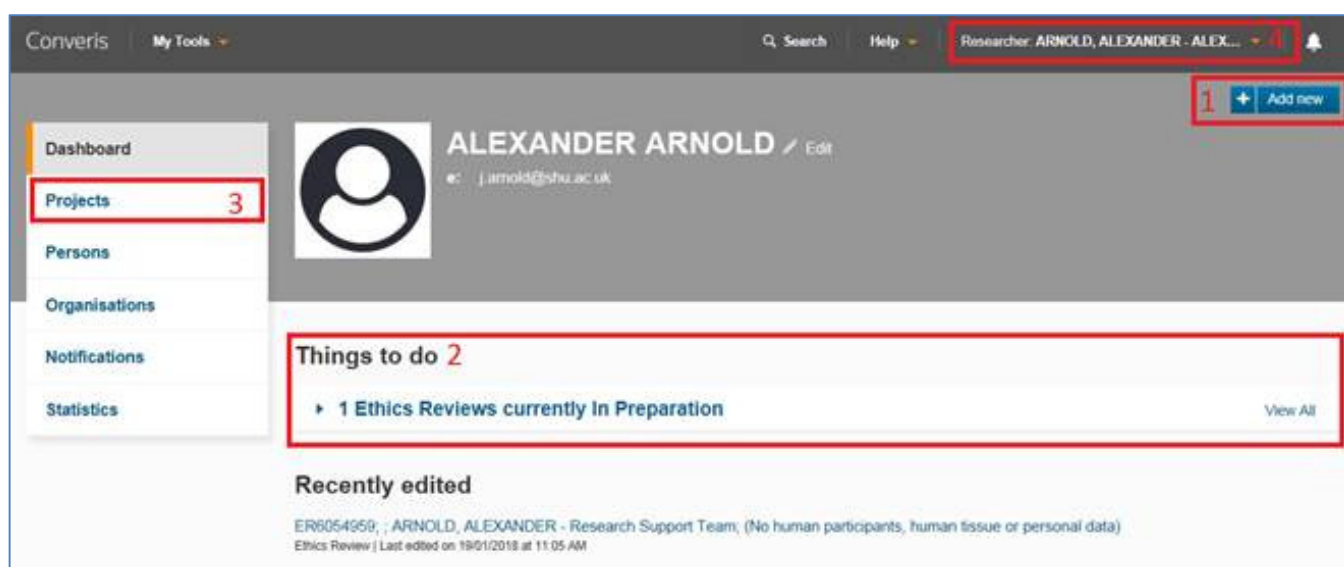 Converis My Tools Search Help Researcher: ARNOLD, ALEXANDER - ALEX... 4
1 + Add new
Dashboard
Projects 3
Persons
Organisations
Notifications
Statistics
ALEXANDER ARNOLD Edit
e: j.arnold@shu.ac.uk
Things to do 2
1 Ethics Reviews currently In Preparation View All
Recently edited
ER6054959; ; ARNOLD, ALEXANDER - Research Support Team; (No human participants, human tissue or personal data)
Ethics Review | Last edited on 19/01/2018 at 11:05 AM